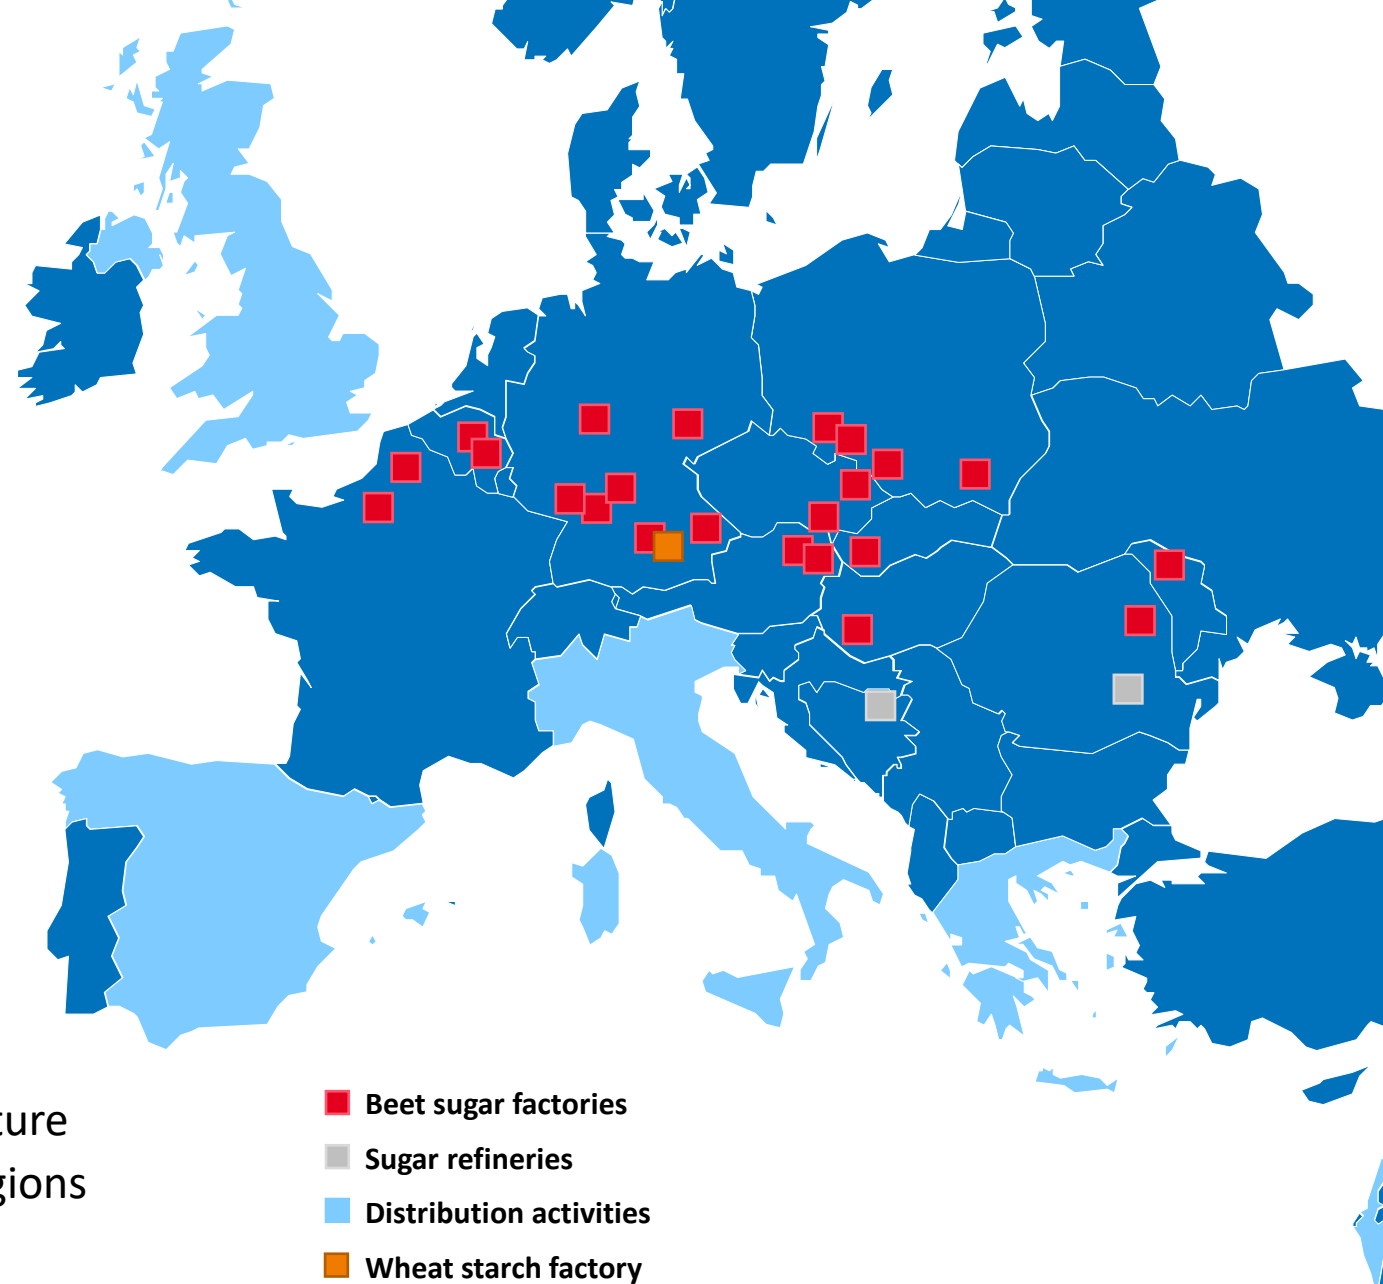 Beet sugar factories
ture
Sugar refineries
gions
Distribution activities
Wheat starch factory